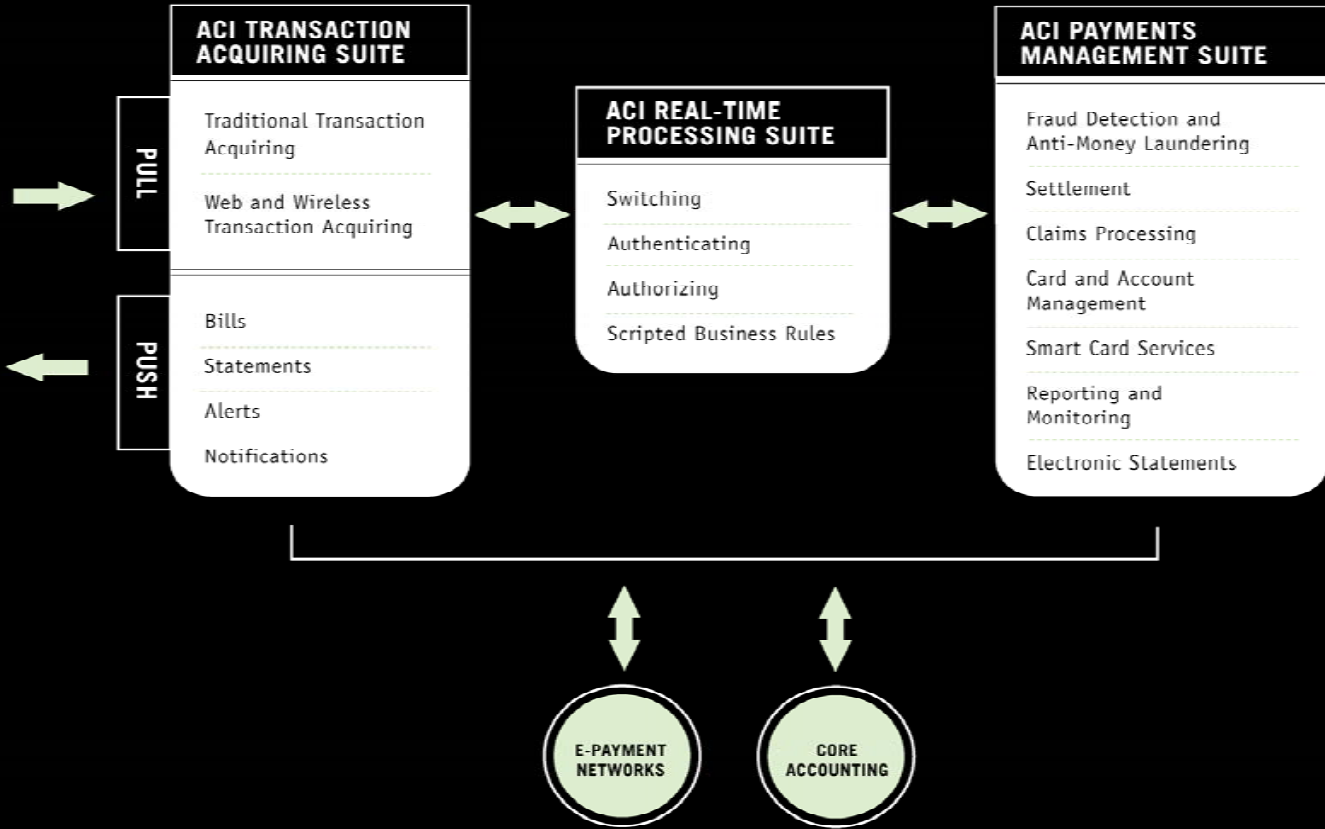 ACI TRANSACTION
ACQUIRING SUITE
PULL
Traditional Transaction
Acquiring
Web and Wireless
Transaction Acquiring
PUSH
Bills
Statements
Alerts
Notifications
ACI REAL-TIME
PROCESSING SUITE
Switching
Authenticating
Authorizing
Scripted Business Rules
ACI PAYMENTS
MANAGEMENT SUITE
Fraud Detection and
Anti-Money Laundering
Settlement
Claims Processing
Card and Account
Management
Smart Card Services
Reporting and
Monitoring
Electronic Statements
E-PAYMENT
NETWORKS
CORE
ACCOUNTING